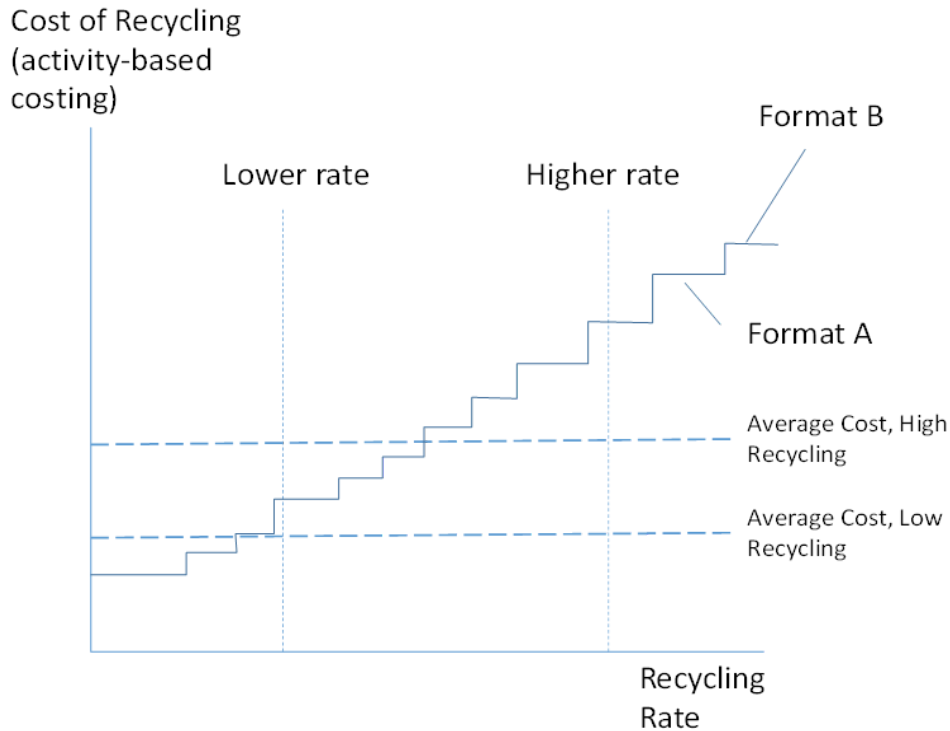 Cost of Recycling
(activity-based
costing)
Format B
Lower rate
Higher rate
Format A
Average Cost, High
Recycling
Average Cost, Low
Recycling
Recycling
Rate